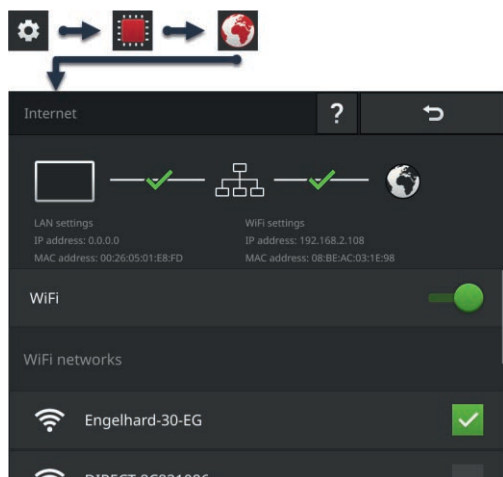 Internet
?
LAN settings
IP address: 0.0.0.0
MAC address: 00:26:05:01:E8:FD
WiFi settings
IP address: 192.168.2.108
MAC address: 08:BE:AC:03:1E:98
WiFi
WiFi networks
Engelhard-30-EG